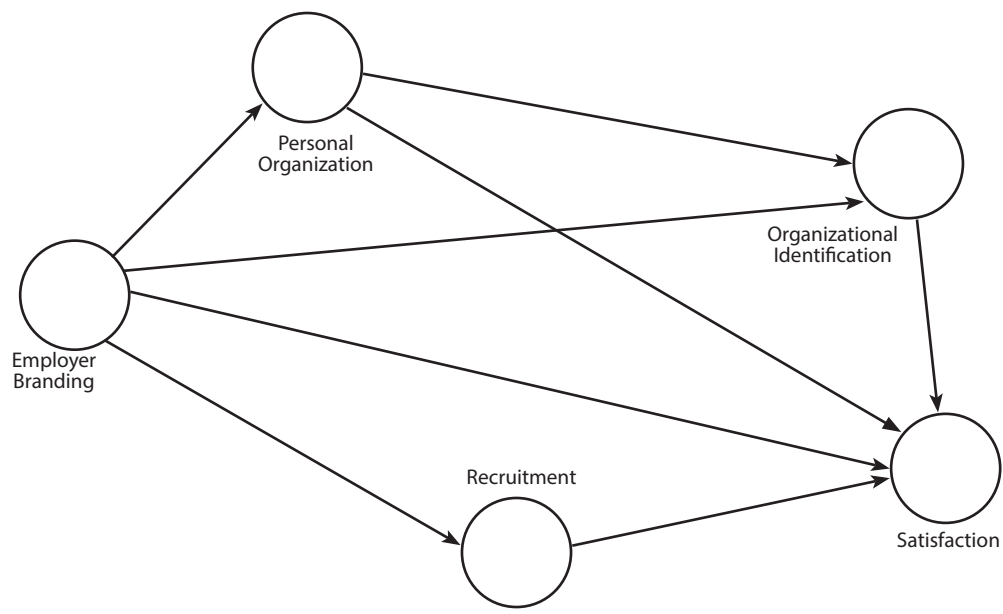 Personal
Organization
Organizational
Identification
Employer
Branding
Recruitment
Satisfaction